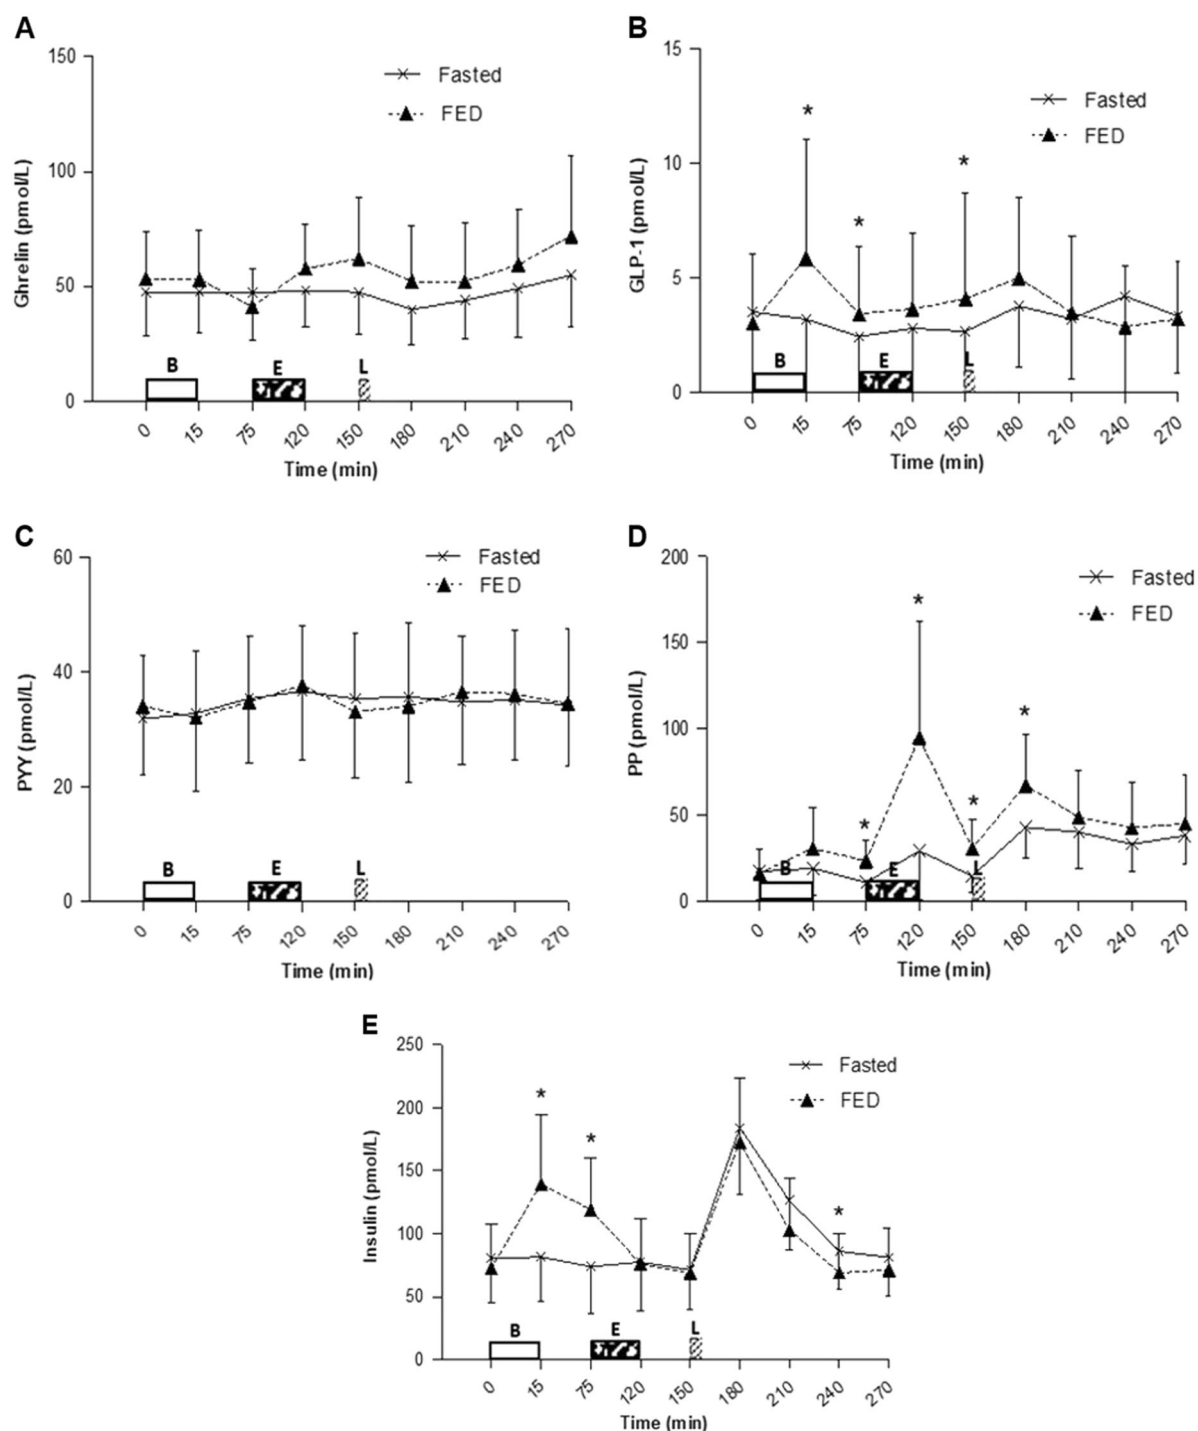 A
150
100
50
0
Ghrelin (pmol/L)
Fasted
FED
B
E
L
0 15 75 120 150 180 210 240 270
Time (min)
B
15
10
5
0
GLP-1 (pmol/L)
Fasted
FED
*
*
*
B
E
L
0 15 75 120 150 180 210 240 270
Time (min)
C
60
40
20
0
PYY (pmol/L)
Fasted
FED
B
E
L
0 15 75 120 150 180 210 240 270
Time (min)
D
200
150
100
50
0
PP (pmol/L)
Fasted
FED
*
*
*
*
B
E
L
0 15 75 120 150 180 210 240 270
Time (min)
E
250
200
150
100
50
0
Insulin (pmol/L)
Fasted
FED
*
*
*
B
E
L
0 15 75 120 150 180 210 240 270
Time (min)